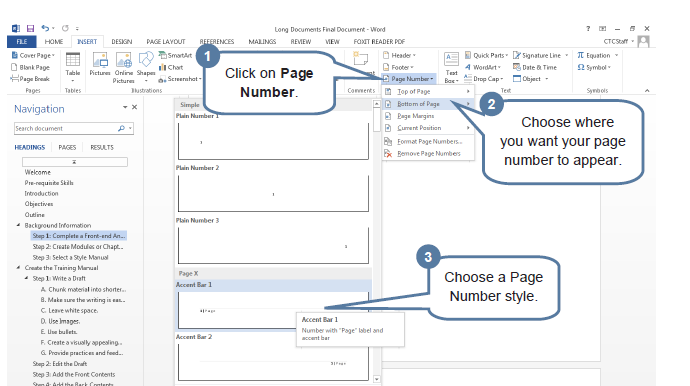 Long Documents Final Document - Word
FILE HOME INSERT DESIGN PAGE LAYOUT REFERENCES MAILINGS REVIEW VIEW FOXIT READER PDF CTCStaff
Cover Page
Blank Page
Page Break
Pages
Table
Tables
Pictures Online Pictures Shapes
SmartArt
Chart
Screenshot
Illustrations
Comments
Header
Footer
Page Number
Text Box
Quick Parts
WordArt
Drop Cap
Signature Line
Date & Time
Object
Text
Equation
Symbol
Symbols
1
Click on Page
Number.
Top of Page
Bottom of Page
Page Margins
Current Position
Format Page Numbers...
Remove Page Numbers
2
Choose where
you want your page
number to appear.
Navigation
Search document
HEADINGS PAGES RESULTS
Welcome
Pre-requisite Skills
Introduction
Objectives
Outline
Background Information
Step 1: Complete a Front-end An...
Step 2: Create Modules or Chapt...
Step 3: Select a Style Manual
Create the Training Manual
Step 1: Write a Draft
A. Chunk material into shorter...
B. Make sure the writing is eas...
C. Leave white space.
D. Use Images.
E. Use bullets.
F. Create a visually appealing...
G. Provide practices and feed...
Step 2: Edit the Draft
Step 3: Add the Front Contents
Step 4: Add the Back Contents
Simple
Plain Number 1
1
Plain Number 2
1
Plain Number 3
1
Page X
Accent Bar 1
Accent Bar 1
Number with "Page" label and
accent bar
Accent Bar 2
3
Choose a Page
Number style.